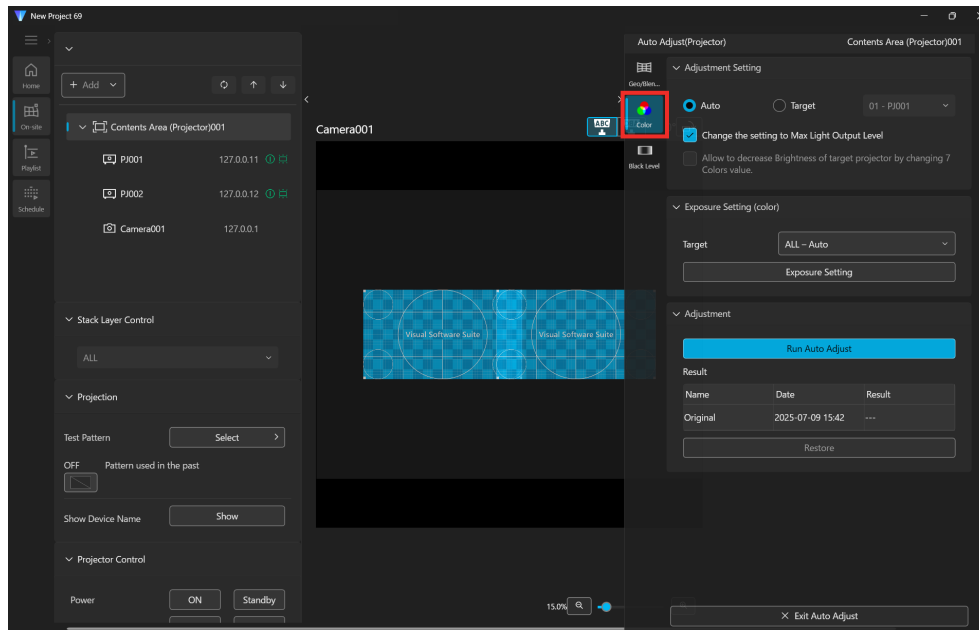 New Project 69
Home
On-site
Playlist
Schedule
+ Add
Contents Area (Projector)001
PJ001 127.0.0.11
PJ002 127.0.0.12
Camera001 127.0.0.1
Stack Layer Control
ALL
Projection
Test Pattern Select
OFF Pattern used in the past
Show Device Name Show
Projector Control
Power ON Standby
Camera001
ABC
Visual Software Suite Visual Software Suite
15.0%
Auto Adjust(Projector) Contents Area (Projector)001
Geo/Blen...
Color
Black Level
Adjustment Setting
Auto Target 01 - PJ001
Change the setting to Max Light Output Level
Allow to decrease Brightness of target projector by changing 7
Colors value.
Exposure Setting (color)
Target ALL – Auto
Exposure Setting
Adjustment
Run Auto Adjust
Result
Name Date Result
Original 2025-07-09 15:42 ---
Restore
Exit Auto Adjust